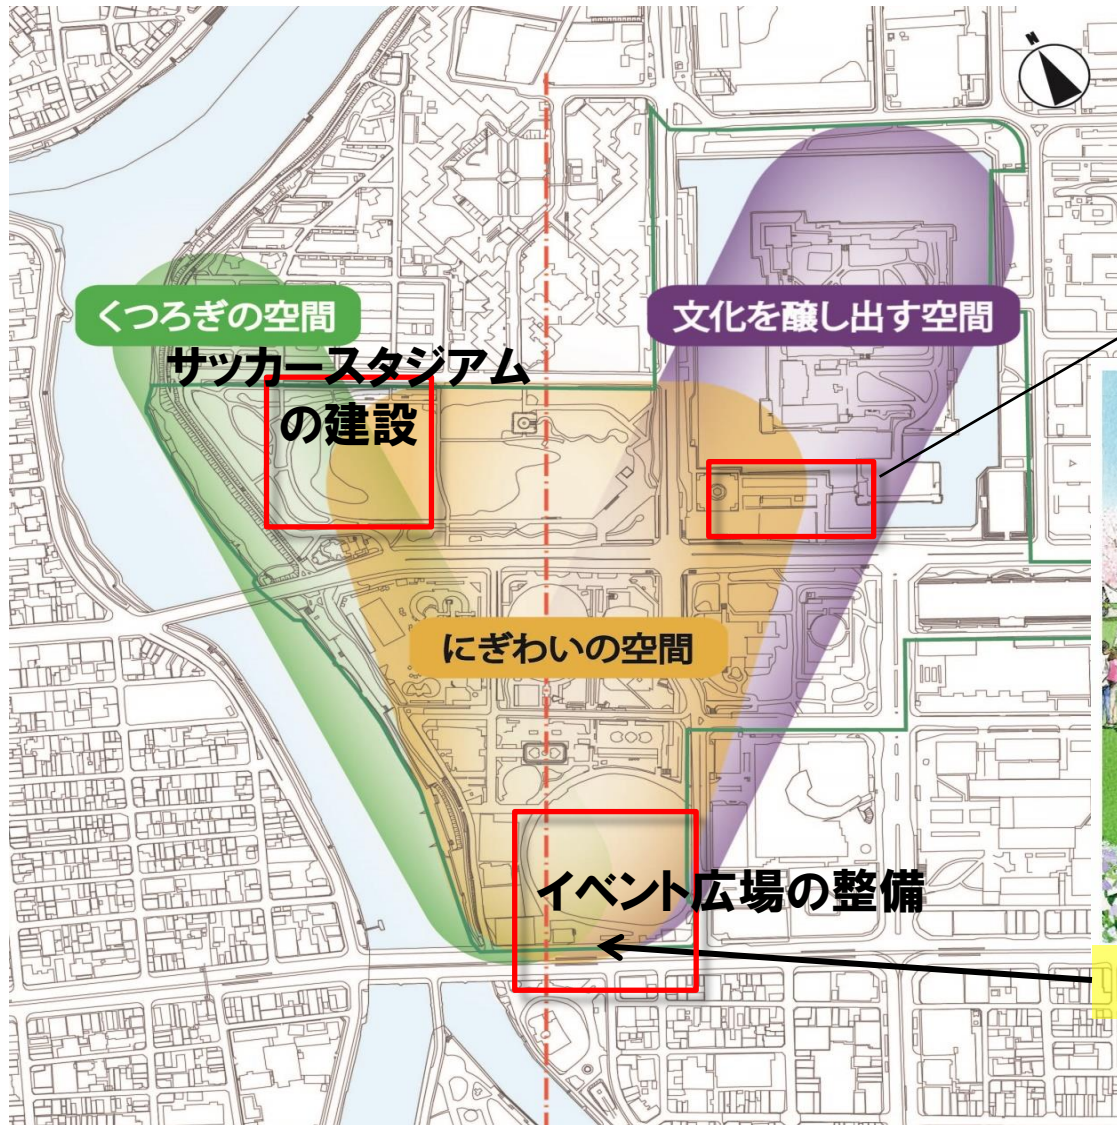 N
くつろぎの空間
文化を醸し出す空間
サッカースタジアム
の建設
にぎわいの空間
イベント広場の整備